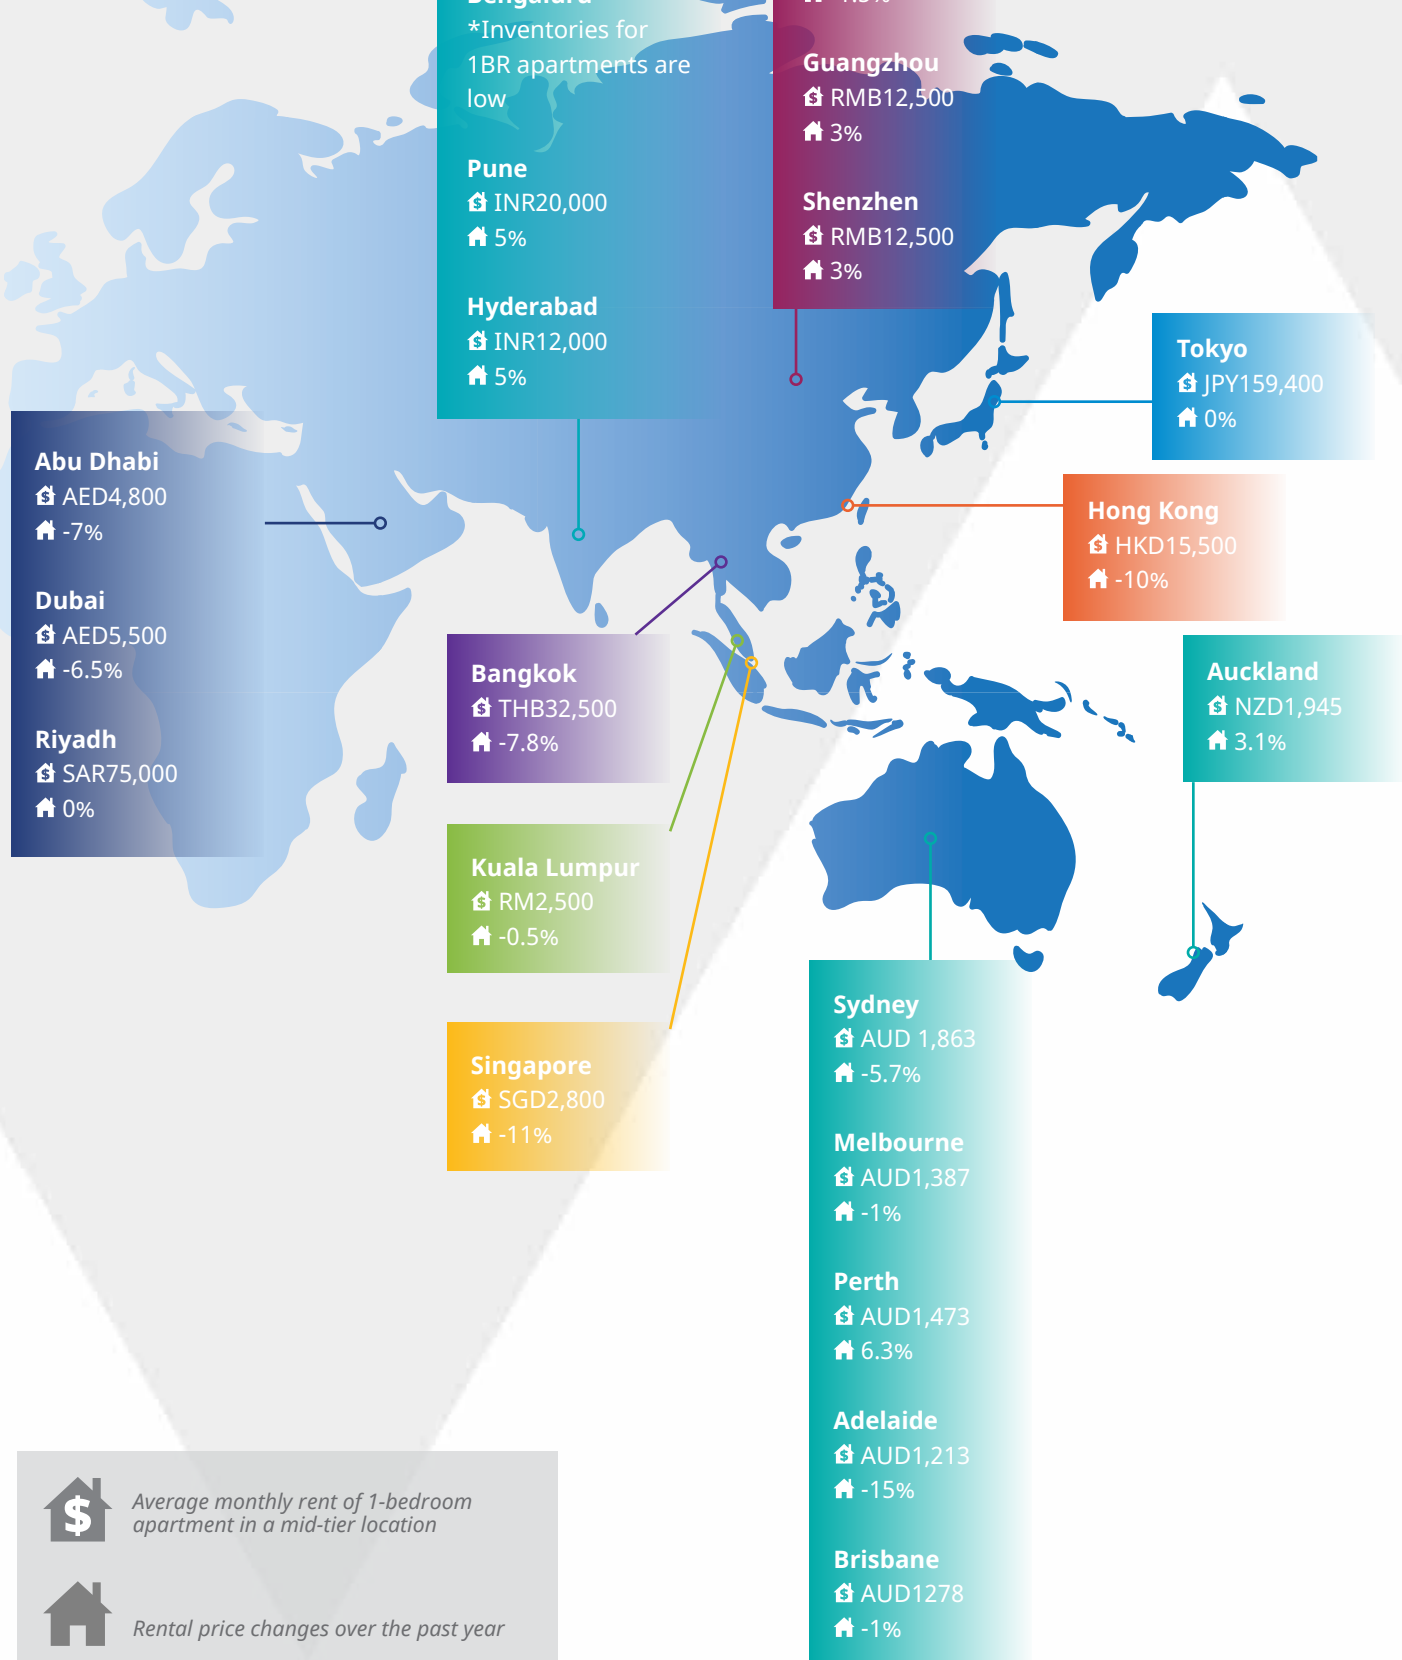 Bengaluru
*Inventories for
1BR apartments are
low
Pune
INR20,000
5%
Hyderabad
INR12,000
5%
Guangzhou
RMB12,500
3%
Shenzhen
RMB12,500
3%
Tokyo
JPY159,400
0%
Hong Kong
HKD15,500
-10%
Abu Dhabi
AED4,800
-7%
Dubai
AED5,500
-6.5%
Riyadh
SAR75,000
0%
Bangkok
THB32,500
-7.8%
Auckland
NZD1,945
3.1%
Kuala Lumpur
RM2,500
-0.5%
Singapore
SGD2,800
-11%
Sydney
AUD 1,863
-5.7%
Melbourne
AUD1,387
-1%
Perth
AUD1,473
6.3%
Adelaide
AUD1,213
-15%
Brisbane
AUD1278
-1%
$ Average monthly rent of 1-bedroom
apartment in a mid-tier location
Rental price changes over the past year